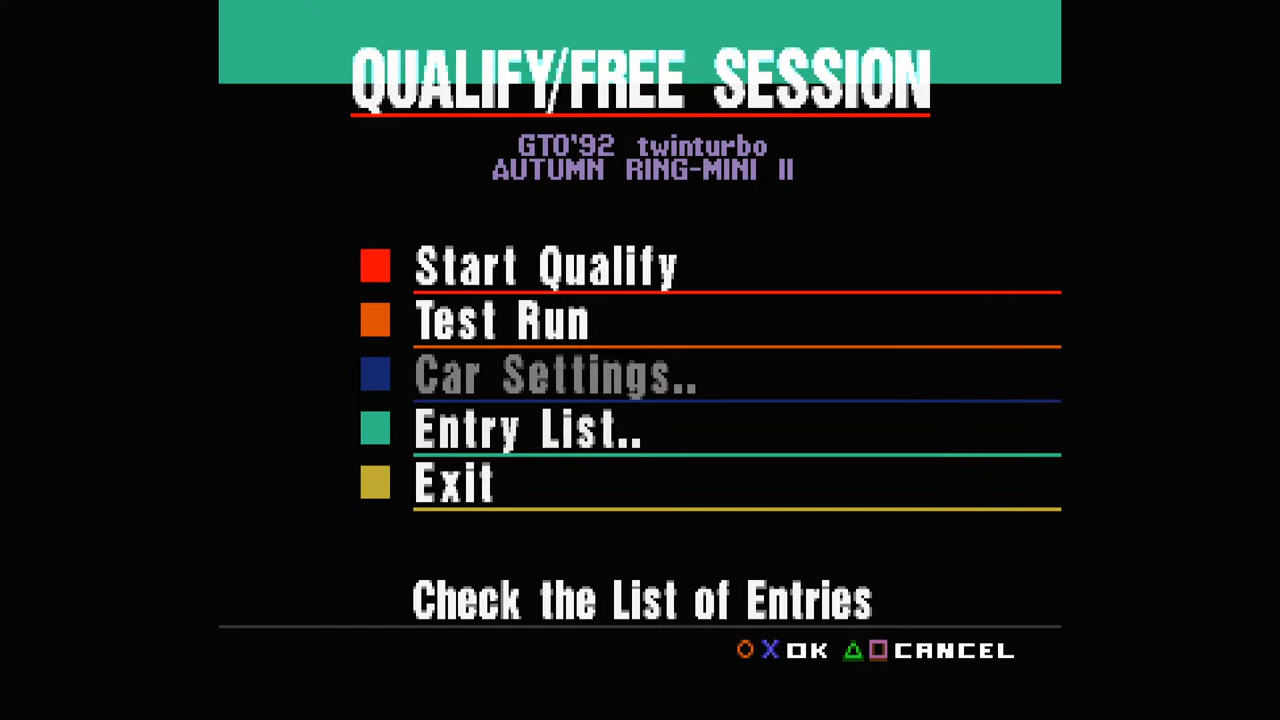 QUALIFY/FREE SESSION
GTO'92 twinturbo
AUTUMN RING-MINI II
Start Qualify
Test Run
Car Settings..
Entry List..
Exit
Check the List of Entries
OXOK △□CANCEL